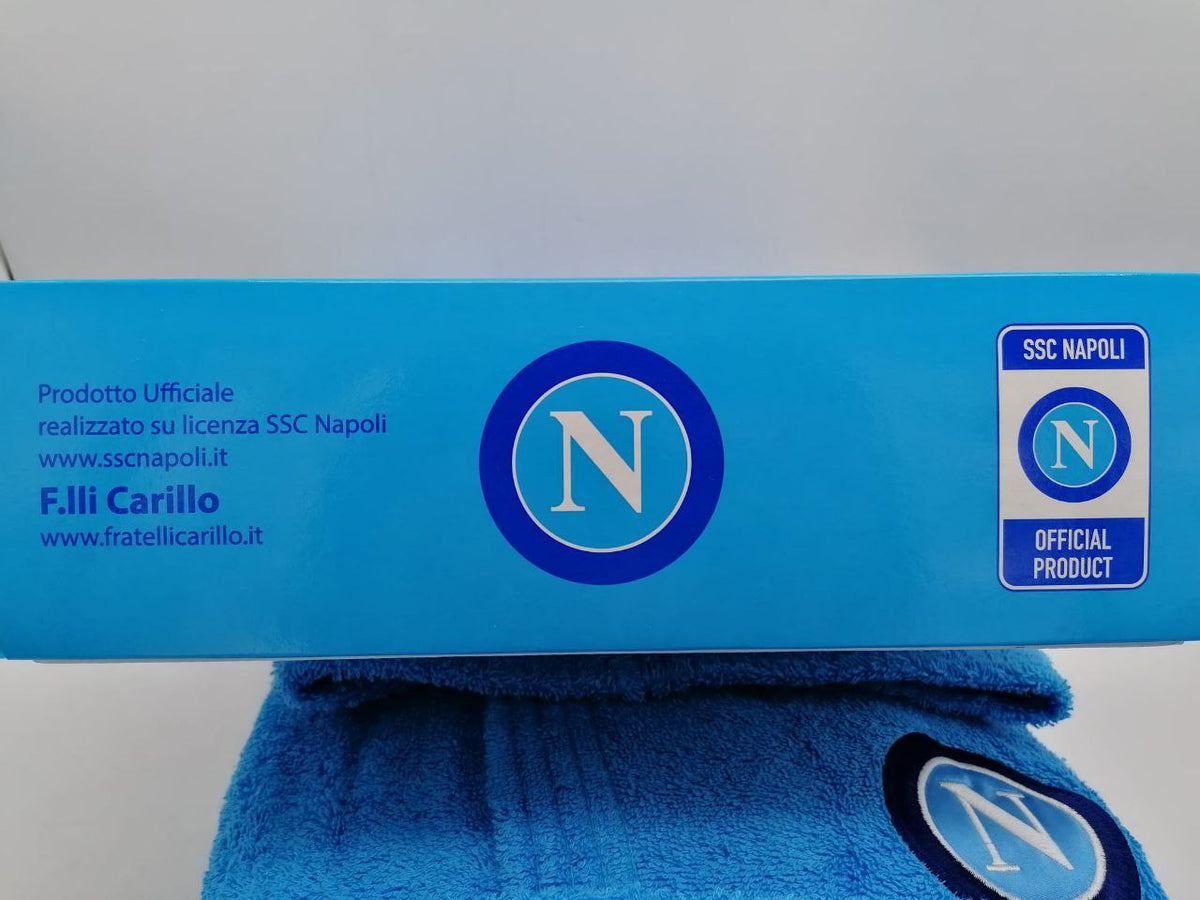 Prodotto Ufficiale
realizzato su licenza SSC Napoli
www.sscnapoli.it
F.lli Carillo
www.fratellicarillo.it
N
SSC NAPOLI
N
OFFICIAL
PRODUCT
N